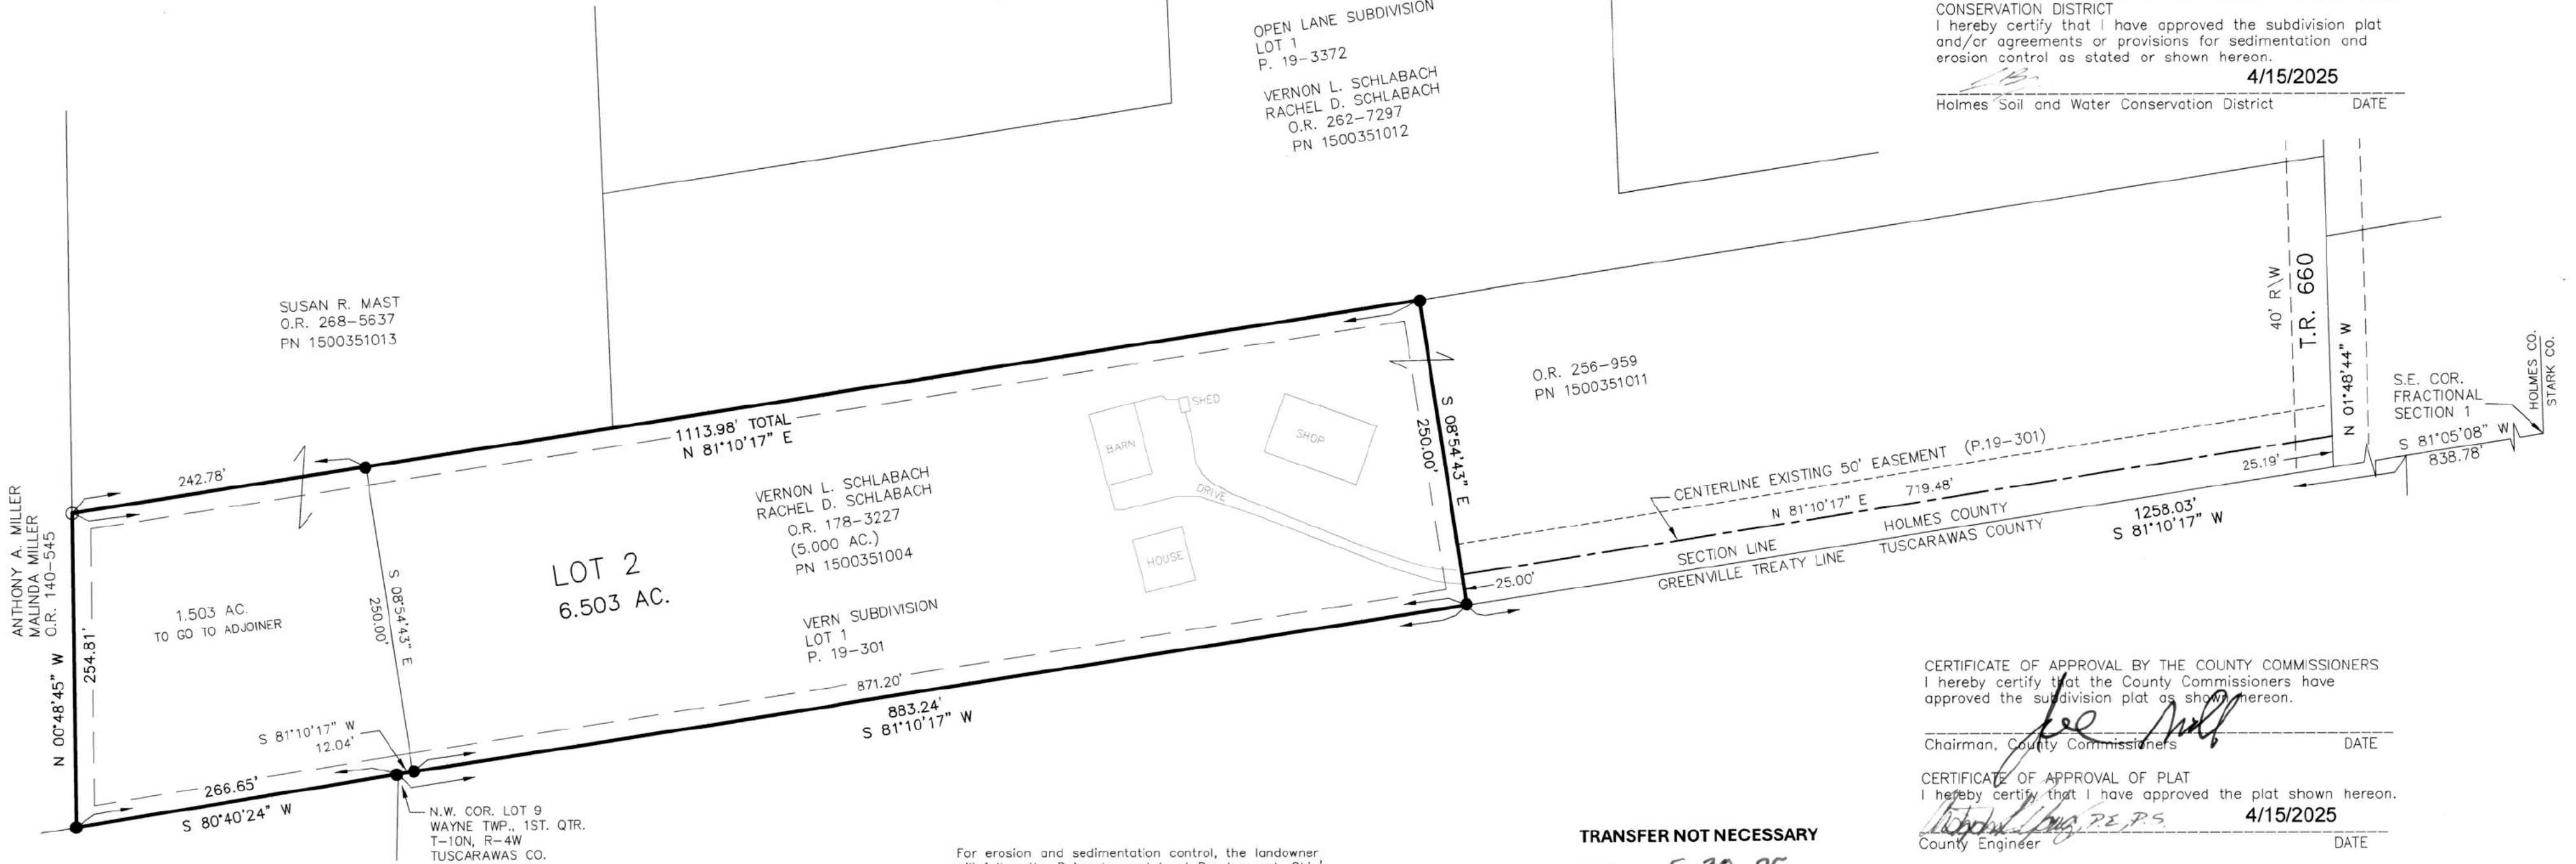 OPEN LANE SUBDIVISION
LOT 1
P. 19-3372
VERNON L. SCHLABACH
RACHEL D. SCHLABACH
O.R. 262-7297
PN 1500351012
CONSERVATION DISTRICT
I hereby certify that I have approved the subdivision plat
and/or agreements or provisions for sedimentation and
erosion control as stated or shown hereon.
4/15/2025
Holmes Soil and Water Conservation District DATE
SUSAN R. MAST
O.R. 268-5637
PN 1500351013
1113.98' TOTAL
N 81°10'17" E
242.78'
ANTHONY A. MILLER
MALINDA MILLER
O.R. 140-545
N 00°48'45" W
254.81'
1.503 AC.
TO GO TO ADJOINER
S 08°54'43" E
250.00'
LOT 2
6.503 AC.
VERNON L. SCHLABACH
RACHEL D. SCHLABACH
O.R. 178-3227
(5.000 AC.)
PN 1500351004
VERN SUBDIVISION
LOT 1
P. 19-301
BARN
SHED
SHOP
DRIVE
HOUSE
S 08°54'43" E
250.00'
O.R. 256-959
PN 1500351011
40' R\W
T.R. 660
N 01°48'44" W
S.E. COR.
FRACTIONAL
SECTION 1
HOLMES CO.
STARK CO.
S 81°05'08" W
838.78'
CENTERLINE EXISTING 50' EASEMENT (P.19-301)
25.19'
N 81°10'17" E 719.48'
SECTION LINE HOLMES COUNTY
GREENVILLE TREATY LINE TUSCARAWAS COUNTY
1258.03'
S 81°10'17" W
25.00'
871.20'
883.24'
S 81°10'17" W
S 81°10'17" W
12.04'
266.65'
S 80°40'24" W
N.W. COR. LOT 9
WAYNE TWP., 1ST. QTR.
T-10N, R-4W
TUSCARAWAS CO.
CERTIFICATE OF APPROVAL BY THE COUNTY COMMISSIONERS
I hereby certify that the County Commissioners have
approved the subdivision plat as shown hereon.
Chairman, County Commissioners DATE
CERTIFICATE OF APPROVAL OF PLAT
I hereby certify that I have approved the plat shown hereon.
P.E., P.S. 4/15/2025
County Engineer DATE
TRANSFER NOT NECESSARY
For erosion and sedimentation control, the landowner